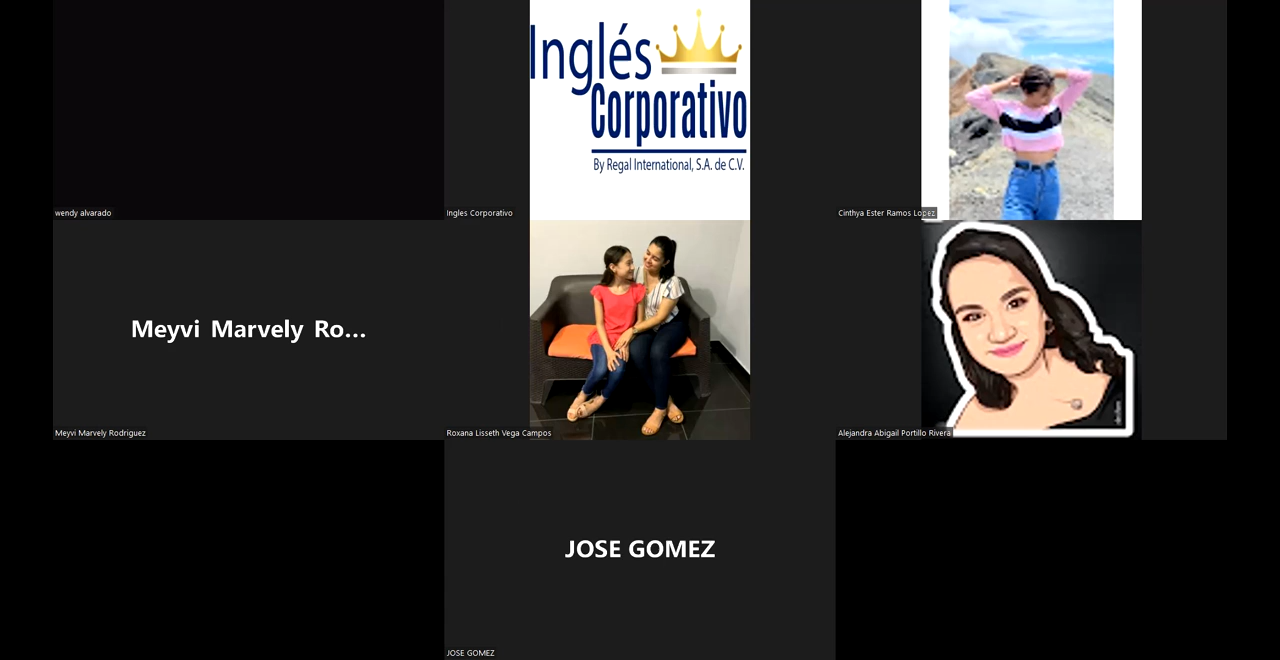 Inglés
Corporativo
By Regal International, S.A. de C.V.
wendy alvarado
Ingles Corporativo
Cinthya Ester Ramos Lopez
Meyvi Marvely Ro...
Meyvi Marvely Rodriguez
Roxana Lisseth Vega Campos
Alejandra Abigail Portillo Rivera
JOSE GOMEZ
JOSE GOMEZ